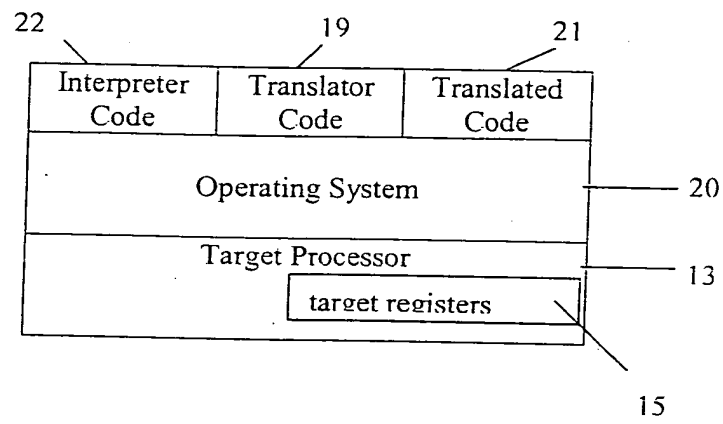 22 19 21
Interpreter Code
Translator Code
Translated Code
Operating System
20
Target Processor
13
target registers
15